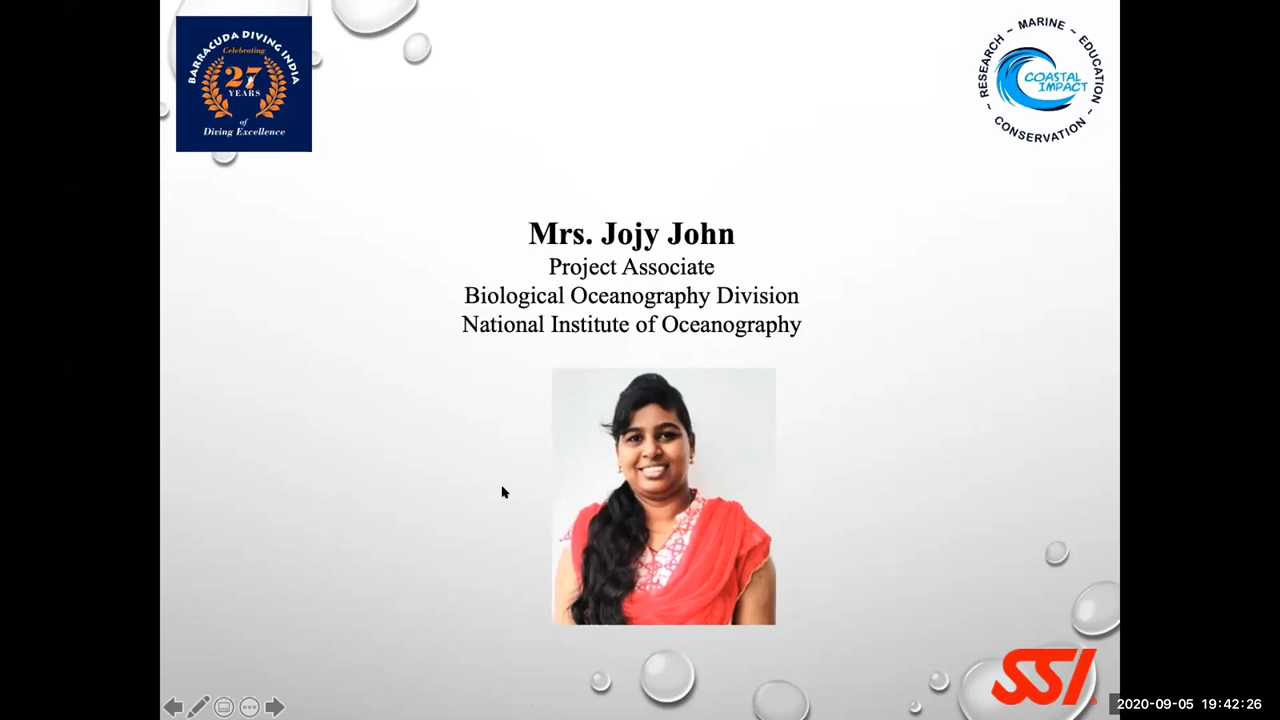 BARRACUDA DIVING INDIA
Celebrating
27
YEARS
of
Diving Excellence
RESEARCH ~ MARINE ~ EDUCATION ~ CONSERVATION ~
COASTAL
IMPACT
Mrs. Jojy John
Project Associate
Biological Oceanography Division
National Institute of Oceanography
SSI
2020-09-05 19:42:26